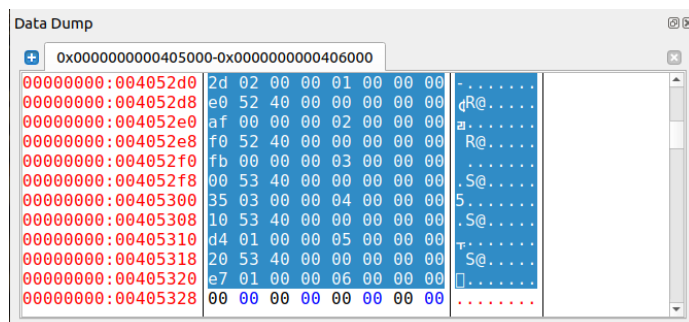 Data Dump
0x0000000000405000-0x0000000000406000
00000000:004052d0 2d 02 00 00 01 00 00 00 -.......
00000000:004052d8 e0 52 40 00 00 00 00 00 R@.....
00000000:004052e0 af 00 00 00 02 00 00 00 .......
00000000:004052e8 f0 52 40 00 00 00 00 00 R@.....
00000000:004052f0 fb 00 00 00 03 00 00 00 .......
00000000:004052f8 00 53 40 00 00 00 00 00 .S@.....
00000000:00405300 35 03 00 00 04 00 00 00 5.......
00000000:00405308 10 53 40 00 00 00 00 00 .S@.....
00000000:00405310 d4 01 00 00 05 00 00 00 .......
00000000:00405318 20 53 40 00 00 00 00 00 S@.....
00000000:00405320 e7 01 00 00 06 00 00 00 .......
00000000:00405328 00 00 00 00 00 00 00 00 ........